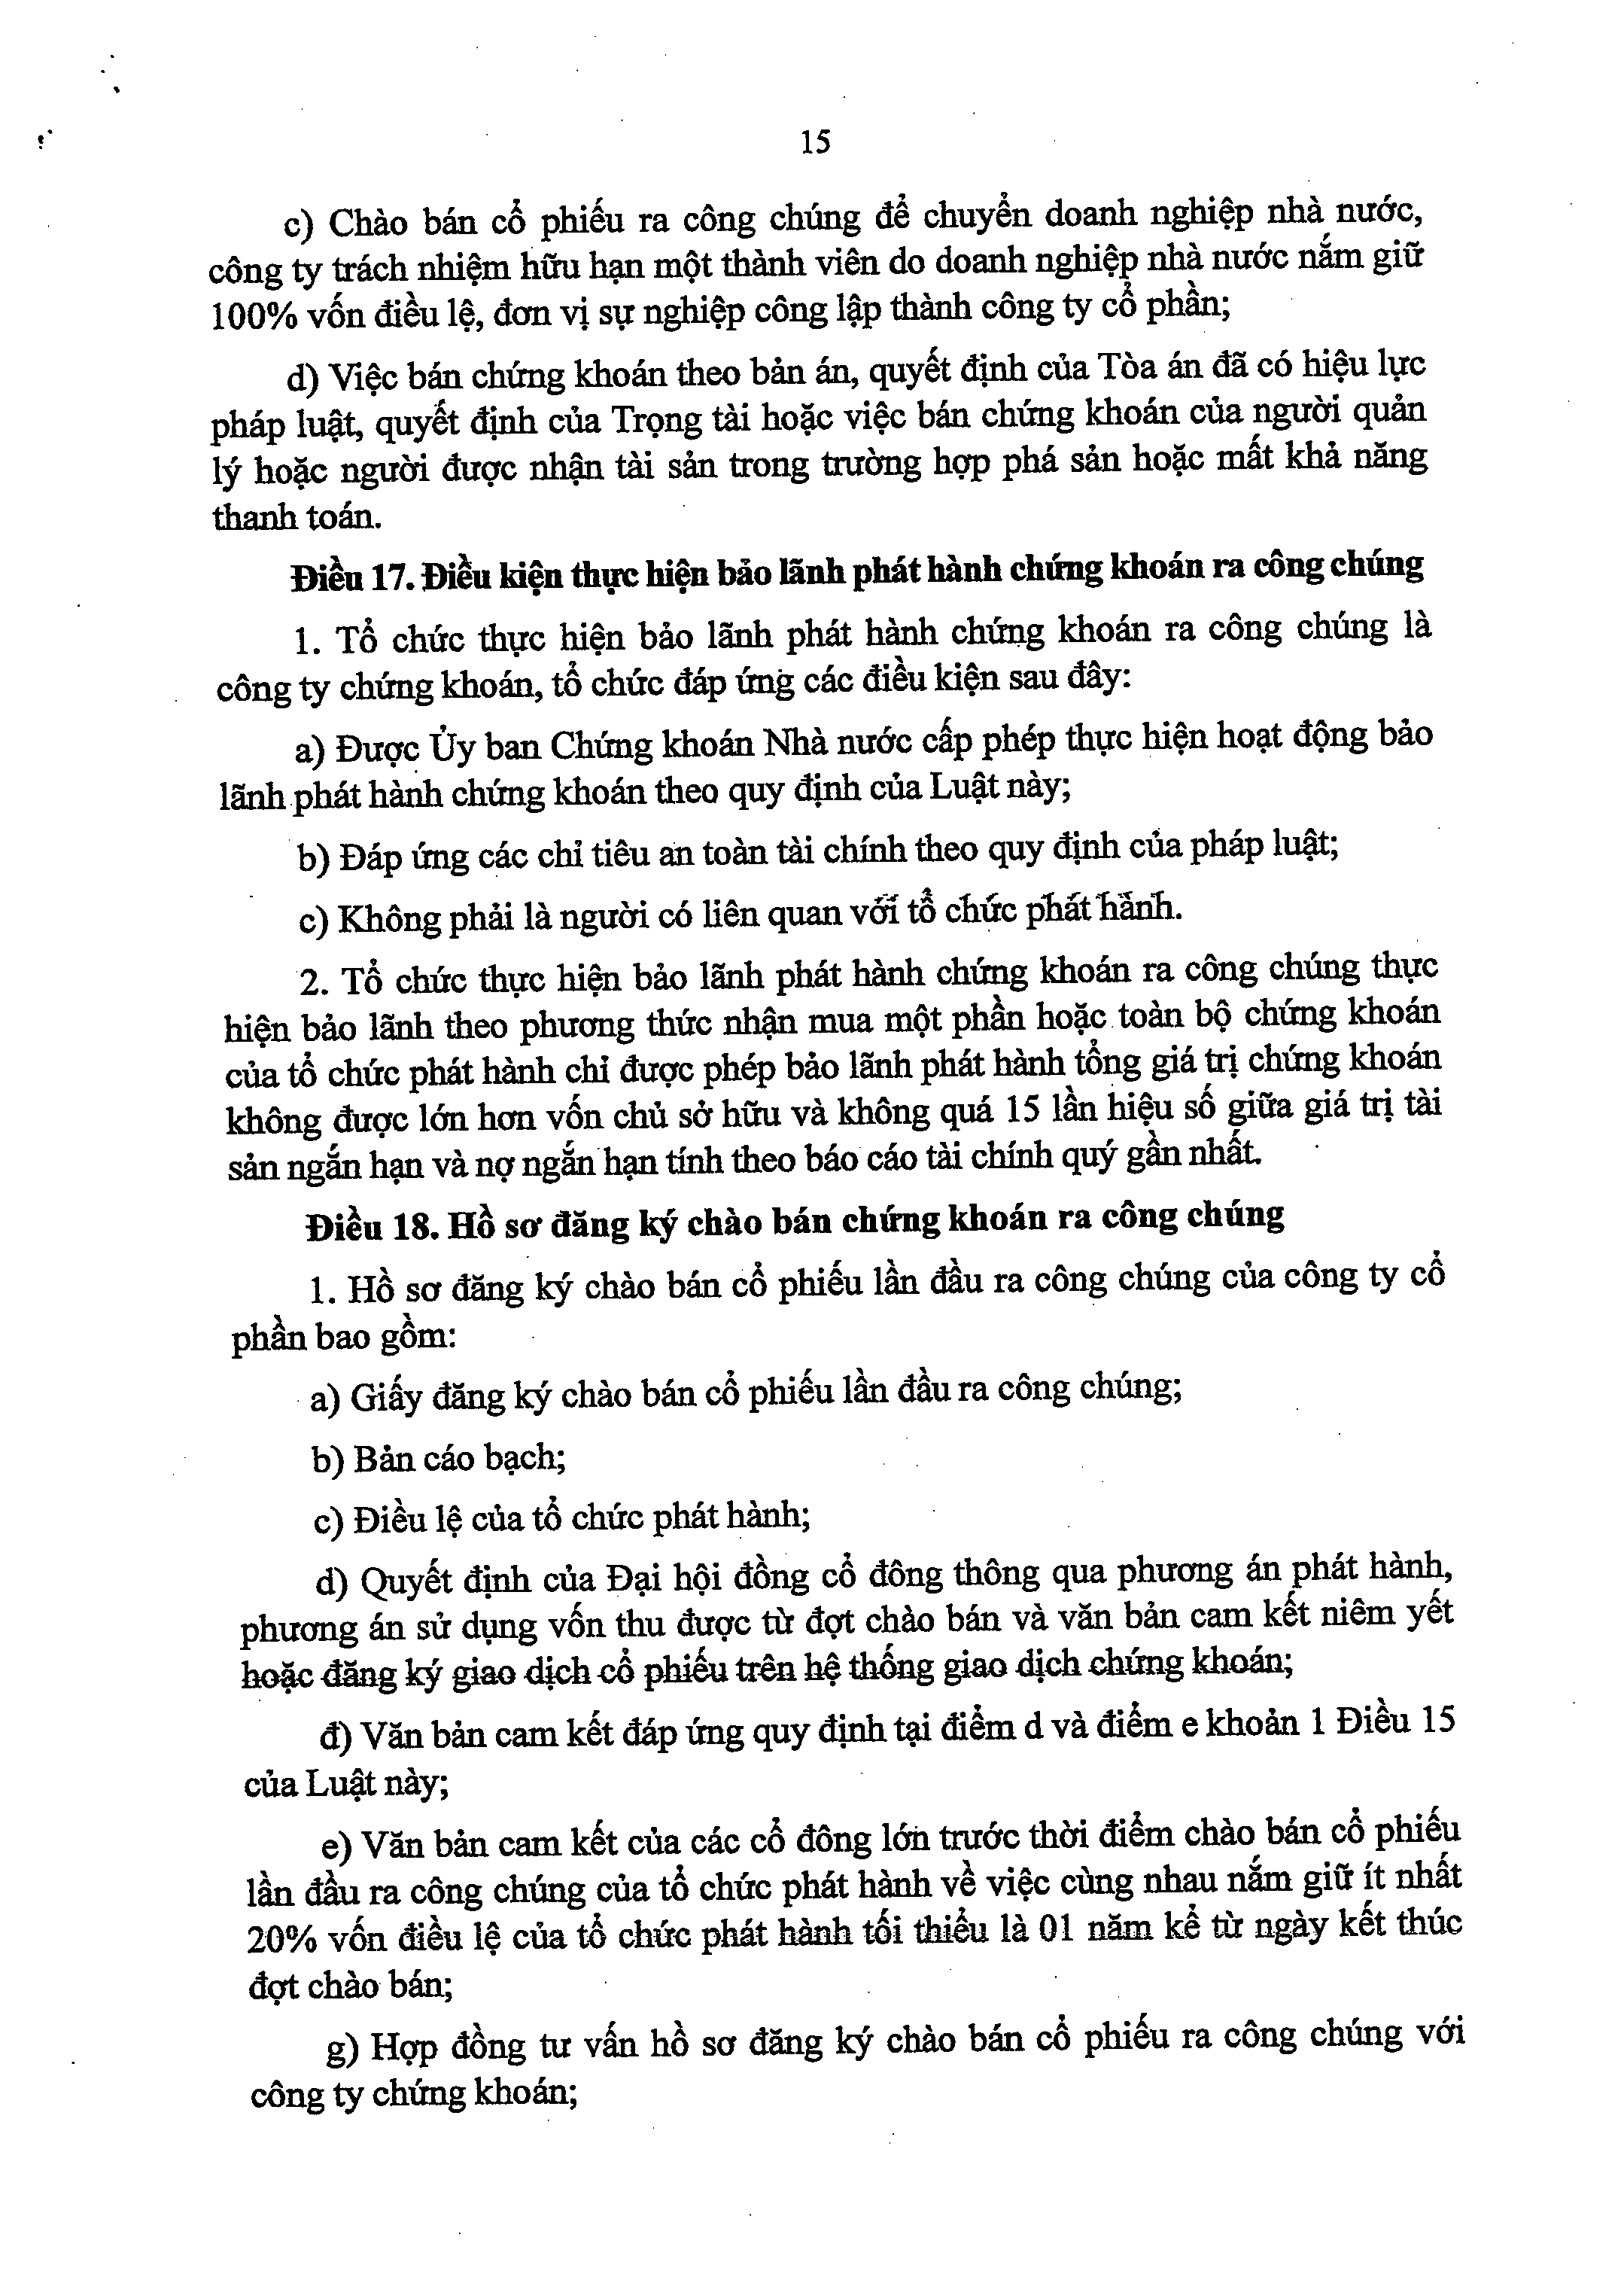 15
c) Chào bán cổ phiếu ra công chúng để chuyển doanh nghiệp nhà nước,
công ty trách nhiệm hữu hạn một thành viên do doanh nghiệp nhà nước nắm giữ
100% vốn điều lệ, đơn vị sự nghiệp công lập thành công ty cổ phần;
d) Việc bán chứng khoán theo bản án, quyết định của Tòa án đã có hiệu lực
pháp luật, quyết định của Trọng tài hoặc việc bán chứng khoán của người quản
lý hoặc người được nhận tài sản trong trường hợp phá sản hoặc mất khả năng
thanh toán.
Điều 17. Điều kiện thực hiện bảo lãnh phát hành chứng khoán ra công chúng
1. Tổ chức thực hiện bảo lãnh phát hành chứng khoán ra công chúng là
công ty chứng khoán, tổ chức đáp ứng các điều kiện sau đây:
a) Được Ủy ban Chứng khoán Nhà nước cấp phép thực hiện hoạt động bảo
lãnh phát hành chứng khoán theo quy định của Luật này;
b) Đáp ứng các chỉ tiêu an toàn tài chính theo quy định của pháp luật;
c) Không phải là người có liên quan với tổ chức phát hành.
2. Tổ chức thực hiện bảo lãnh phát hành chứng khoán ra công chúng thực
hiện bảo lãnh theo phương thức nhận mua một phần hoặc toàn bộ chứng khoán
của tổ chức phát hành chỉ được phép bảo lãnh phát hành tổng giá trị chứng khoán
không được lớn hơn vốn chủ sở hữu và không quá 15 lần hiệu số giữa giá trị tài
sản ngắn hạn và nợ ngắn hạn tính theo báo cáo tài chính quý gần nhất.
Điều 18. Hồ sơ đăng ký chào bán chứng khoán ra công chúng
1. Hồ sơ đăng ký chào bán cổ phiếu lần đầu ra công chúng của công ty cổ
phần bao gồm:
a) Giấy đăng ký chào bán cổ phiếu lần đầu ra công chúng;
b) Bản cáo bạch;
c) Điều lệ của tổ chức phát hành;
d) Quyết định của Đại hội đồng cổ đông thông qua phương án phát hành,
phương án sử dụng vốn thu được từ đợt chào bán và văn bản cam kết niêm yết
hoặc đăng ký giao dịch cổ phiếu trên hệ thống giao dịch chứng khoán;
đ) Văn bản cam kết đáp ứng quy định tại điểm d và điểm e khoản 1 Điều 15
của Luật này;
e) Văn bản cam kết của các cổ đông lớn trước thời điểm chào bán cổ phiếu
lần đầu ra công chúng của tổ chức phát hành về việc cùng nhau nắm giữ ít nhất
20% vốn điều lệ của tổ chức phát hành tối thiểu là 01 năm kể từ ngày kết thúc
đợt chào bán;
g) Hợp đồng tư vấn hồ sơ đăng ký chào bán cổ phiếu ra công chúng với
công ty chứng khoán;